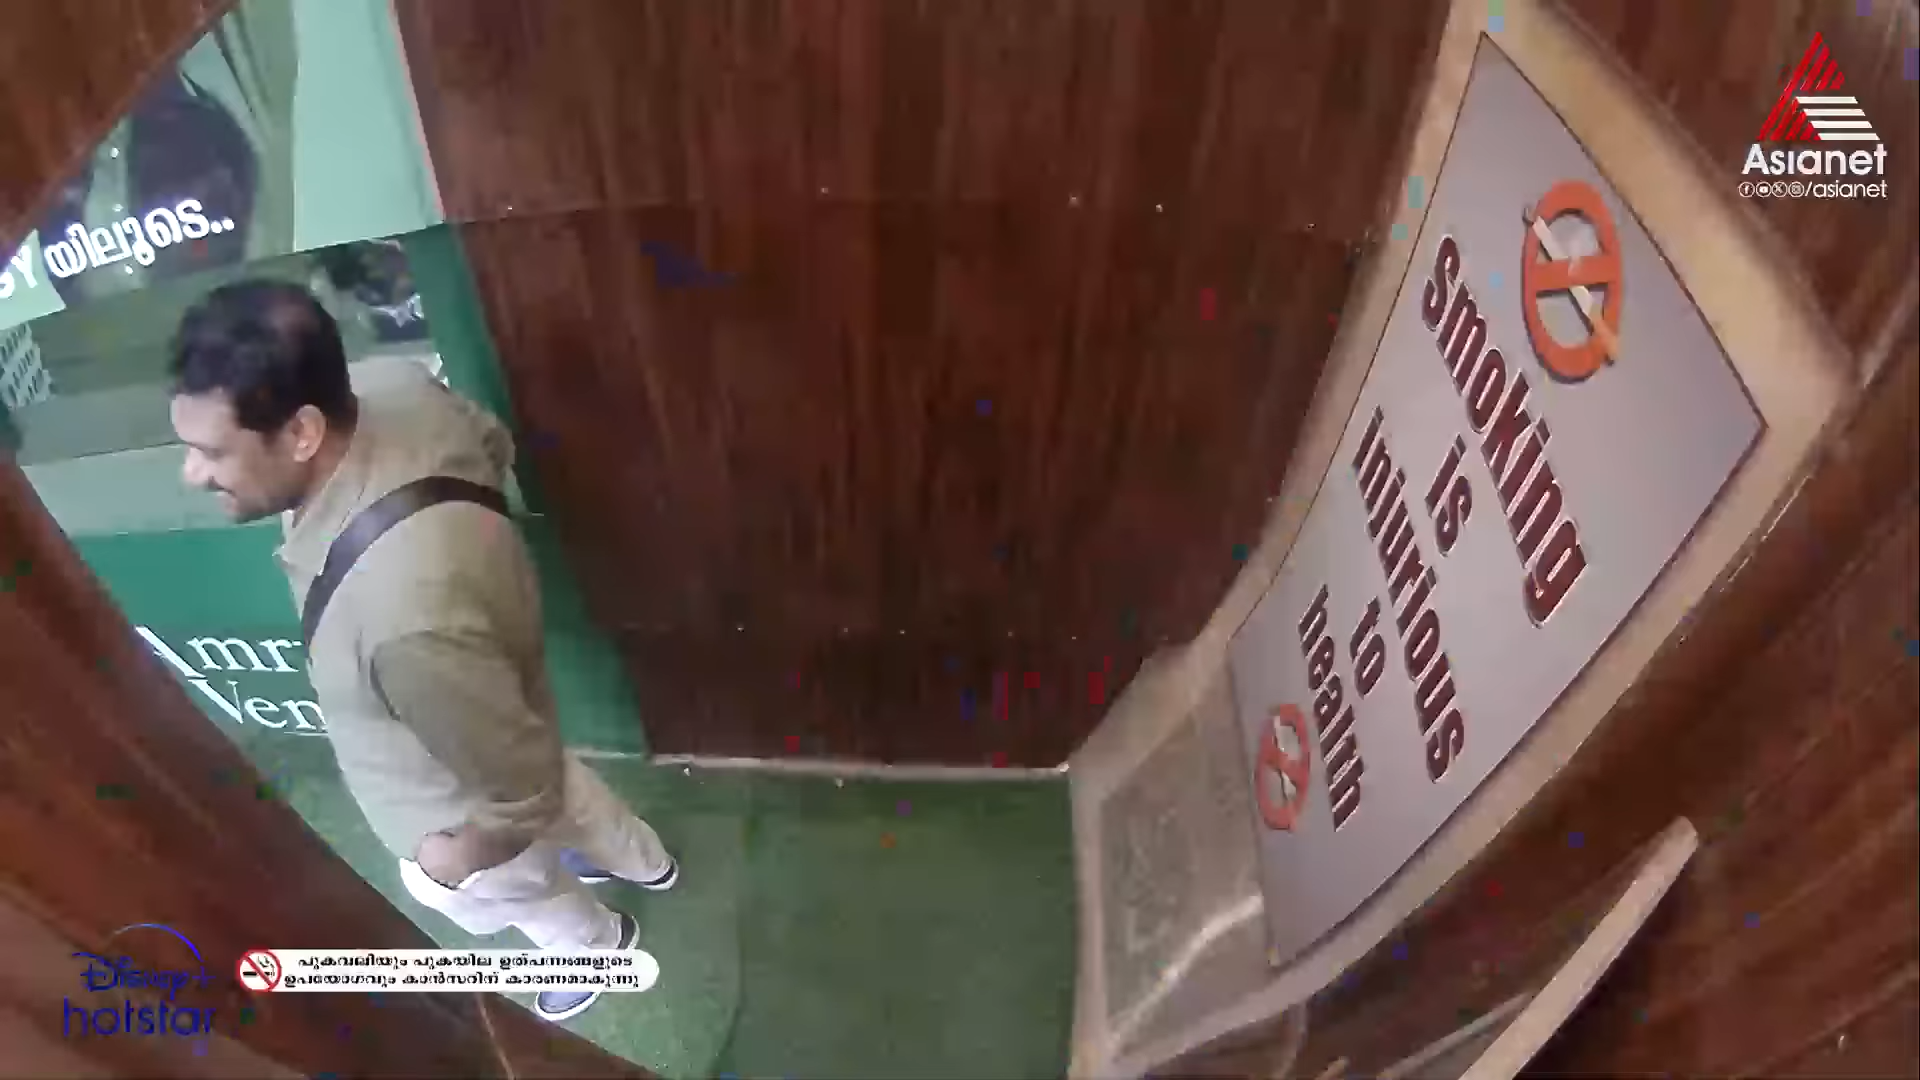 Asianet
/asianet
യിലൂടെ..
Smoking
is
injurious
to
health
Disney+
hotstar
പുകവലിയും പുകയില ഉത്പന്നങ്ങളുടെ
ഉപയോഗവും കാൻസറിന് കാരണമാകുന്നു